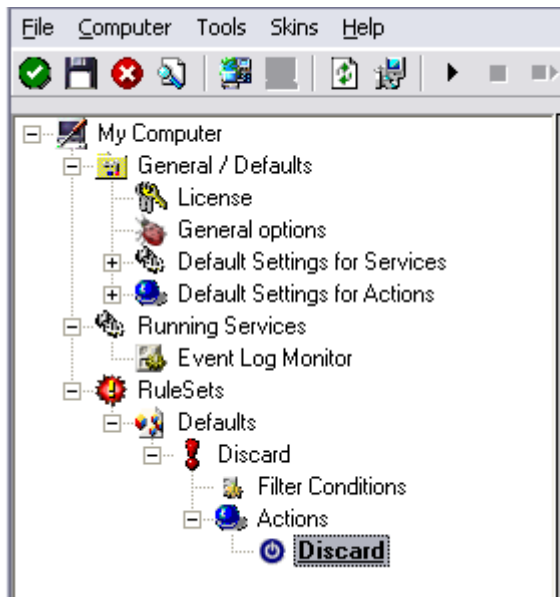 File Computer Tools Skins Help
My Computer
General / Defaults
License
General options
Default Settings for Services
Default Settings for Actions
Running Services
Event Log Monitor
RuleSets
Defaults
Discard
Filter Conditions
Actions
Discard